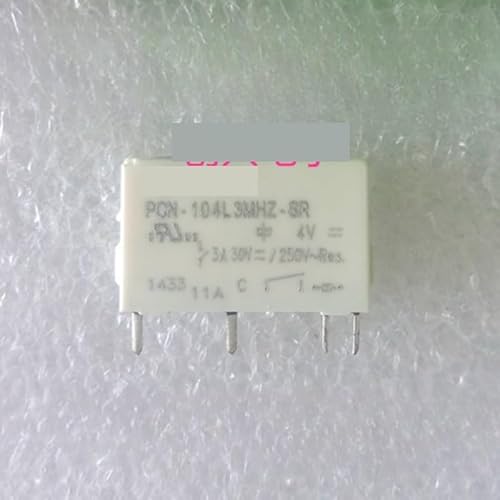 PCN-104L3MHZ-SR
4V
3A 30V / 250V~Res.
1433 11A C